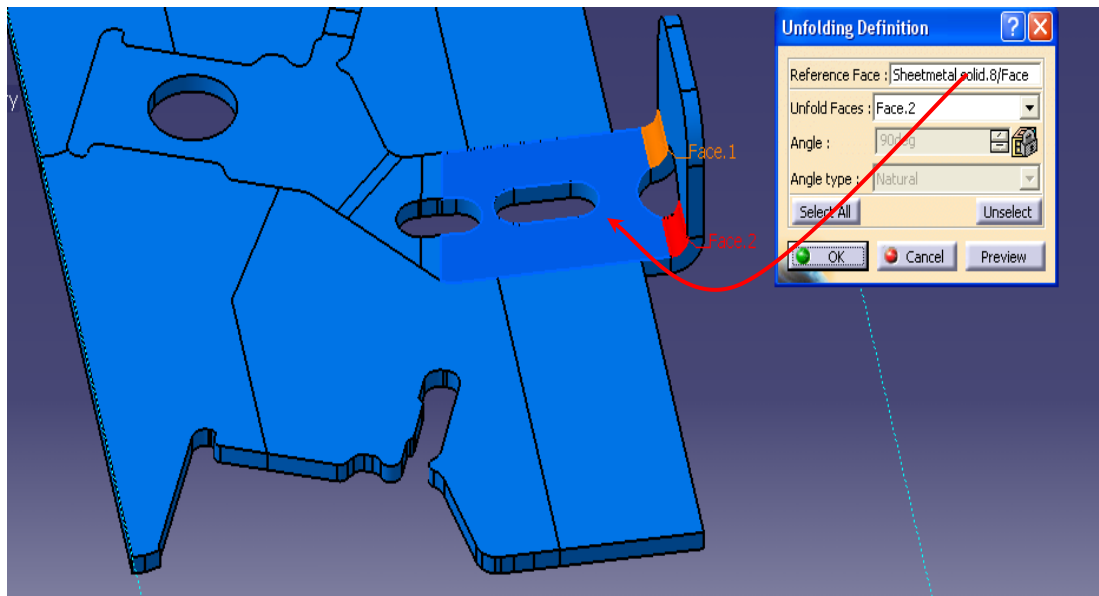 Unfolding Definition
Reference Face : Sheetmetal solid.8/Face
Unfold Faces : Face.2
Angle : 90deg
Angle type : Natural
Select All Unselect
OK Cancel Preview
y
Face.1
Face.2